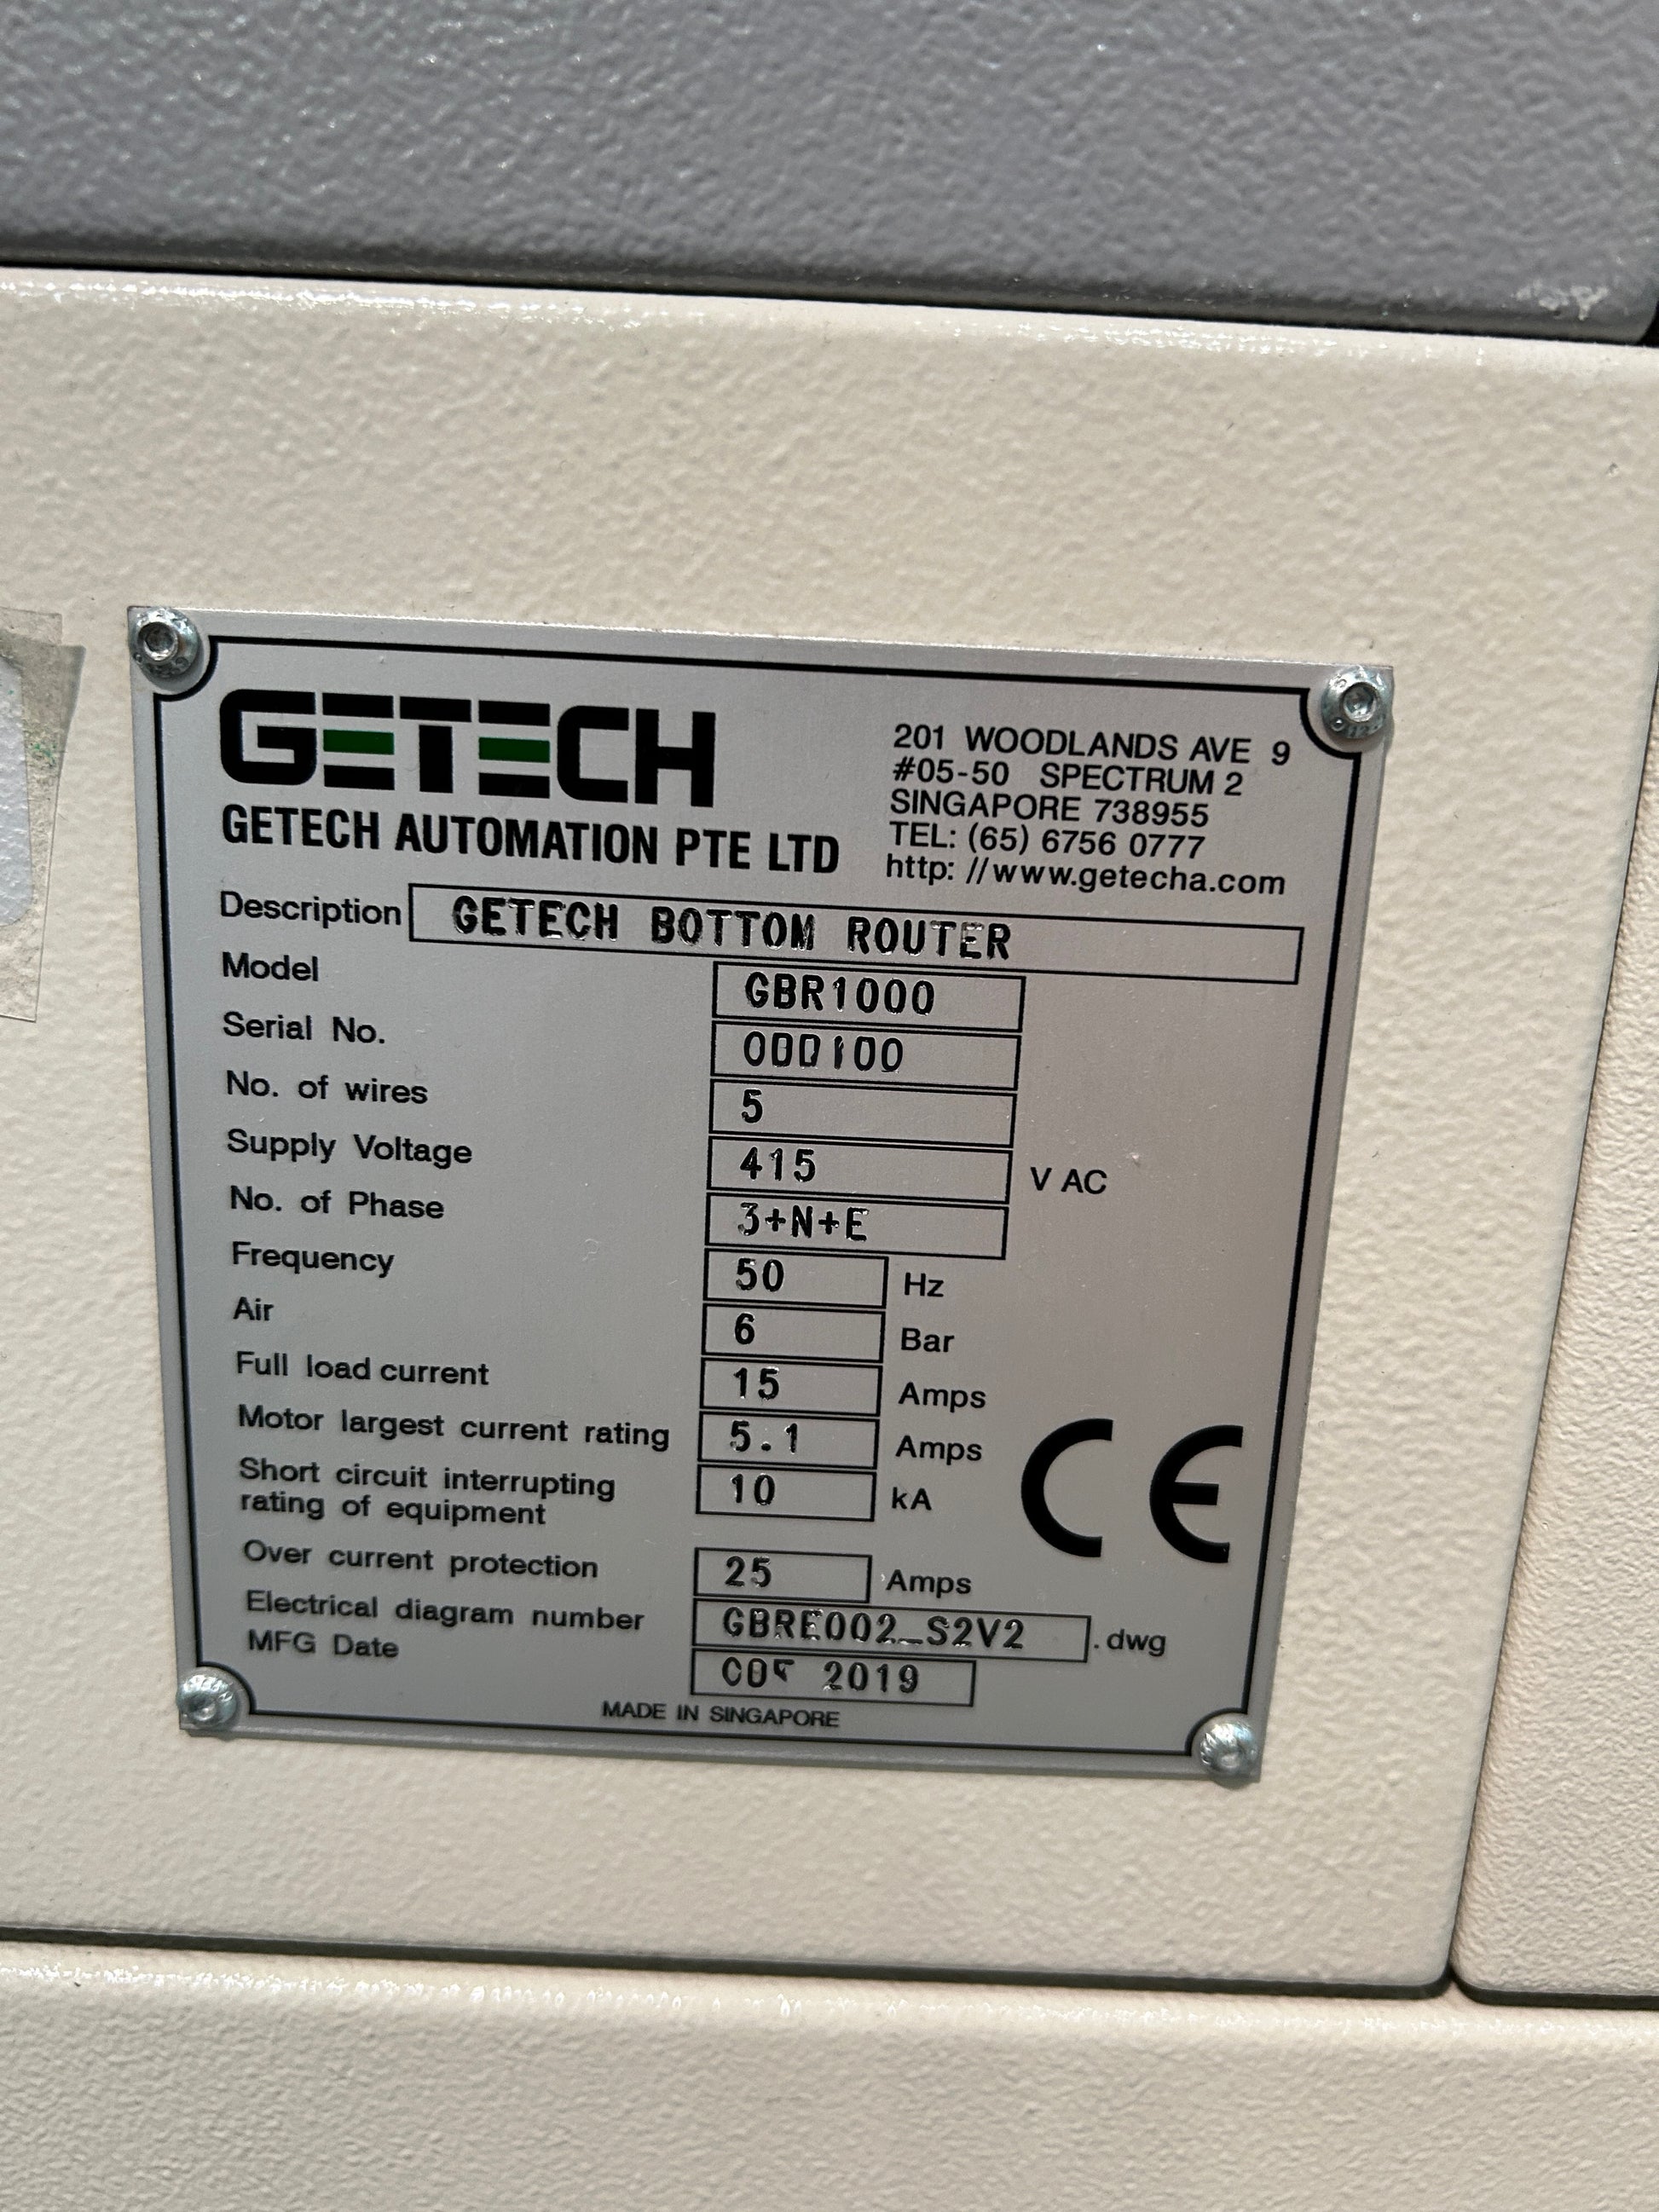 GETECH
GETECH AUTOMATION PTE LTD
201 WOODLANDS AVE 9
#05-50 SPECTRUM 2
SINGAPORE 738955
TEL: (65) 6756 0777
http: //www.getecha.com
Description GETECH BOTTOM ROUTER
Model GBR1000
Serial No. 000100
No. of wires 5
Supply Voltage 415 V AC
No. of Phase 3+N+E
Frequency 50 Hz
Air 6 Bar
Full load current 15 Amps
Motor largest current rating 5.1 Amps
Short circuit interrupting
rating of equipment 10 kA
Over current protection 25 Amps
Electrical diagram number GBRE002_S2V2 .dwg
MFG Date 2019
MADE IN SINGAPORE
CE